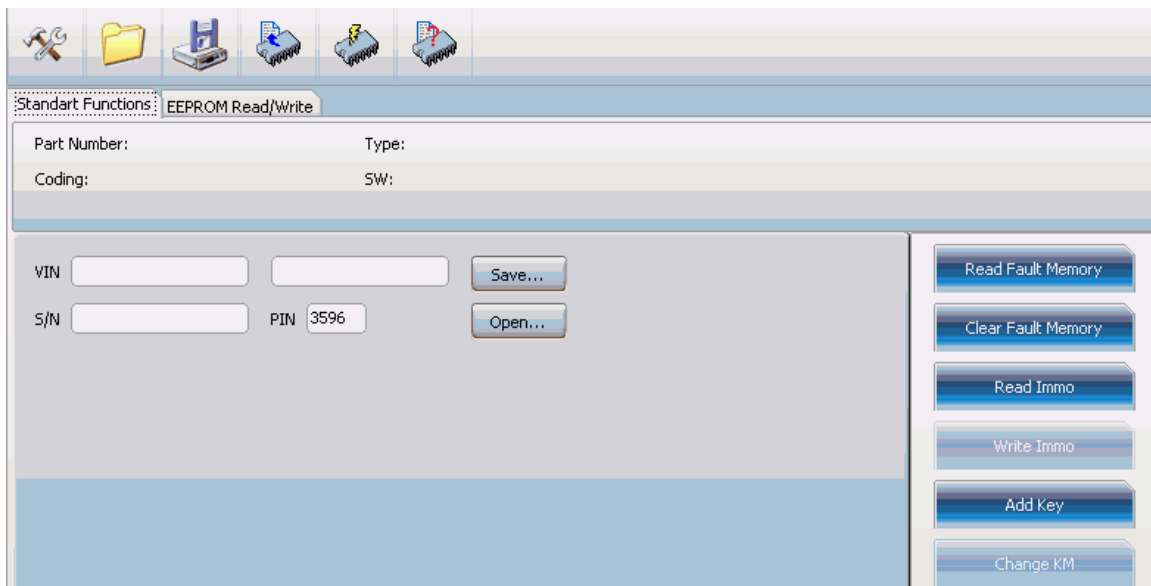 Standart Functions EEPROM Read/Write
Part Number: Type:
Coding: SW:
VIN Save...
S/N PIN 3596 Open...
Read Fault Memory
Clear Fault Memory
Read Immo
Write Immo
Add Key
Change KM